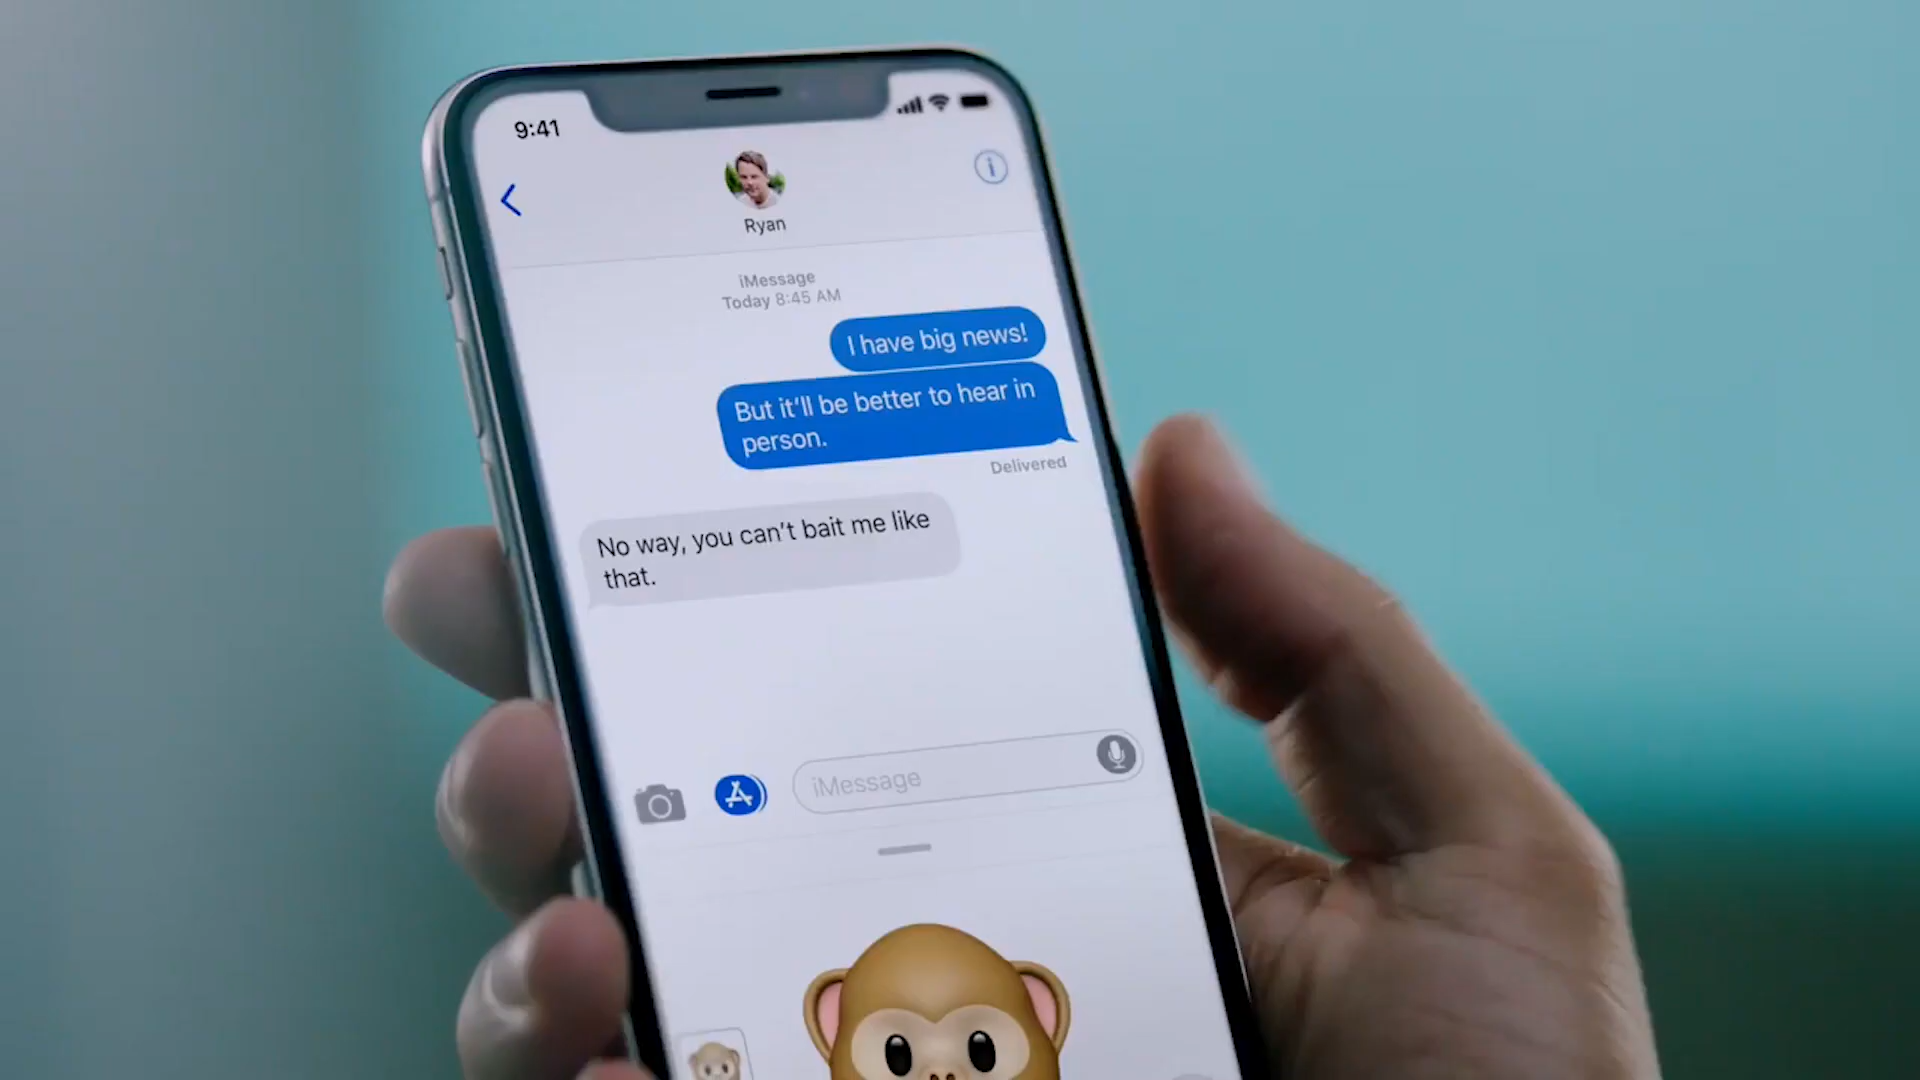 9:41
Ryan
iMessage
Today 8:45 AM
I have big news!
But it’ll be better to hear in
person.
Delivered
No way, you can’t bait me like
that.
iMessage